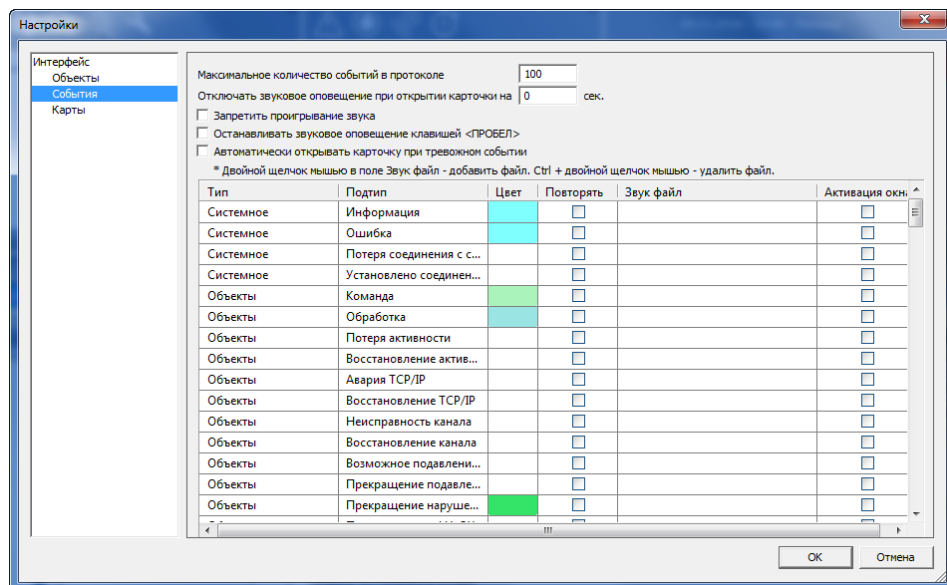 Настройки
Интерфейс
Объекты
События
Карты
Максимальное количество событий в протоколе 100
Отключать звуковое оповещение при открытии карточки на 0 сек.
Запретить проигрывание звука
Останавливать звуковое оповещение клавишей <ПРОБЕЛ>
Автоматически открывать карточку при тревожном событии
* Двойной щелчок мышью в поле Звук файл - добавить файл. Ctrl + двойной щелчок мышью - удалить файл.
Тип Подтип Цвет Повторять Звук файл Активация окна
Системное Информация
Системное Ошибка
Системное Потеря соединения с с...
Системное Установлено соединен...
Объекты Команда
Объекты Обработка
Объекты Потеря активности
Объекты Восстановление актив...
Объекты Авария TCP/IP
Объекты Восстановление TCP/IP
Объекты Неисправность канала
Объекты Восстановление канала
Объекты Возможное подавлени...
Объекты Прекращение подавле...
Объекты Прекращение наруше...
OK Отмена